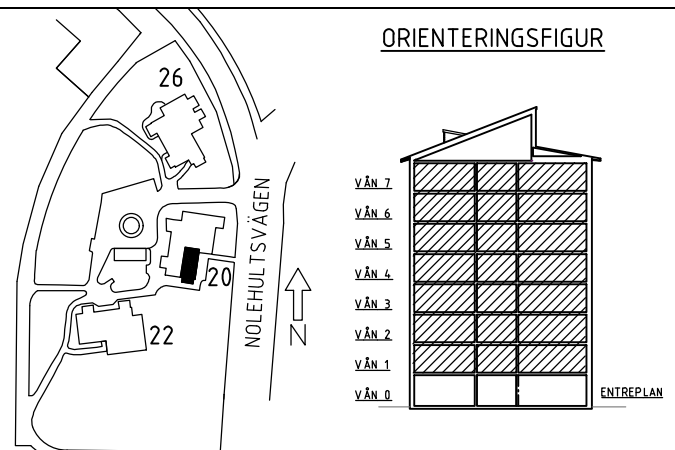 ORIENTERINGSFIGUR
26
20
22
NOLEHULTSVÄGEN
N
VÅN 7
VÅN 6
VÅN 5
VÅN 4
VÅN 3
VÅN 2
VÅN 1
VÅN 0
ENTREPLAN